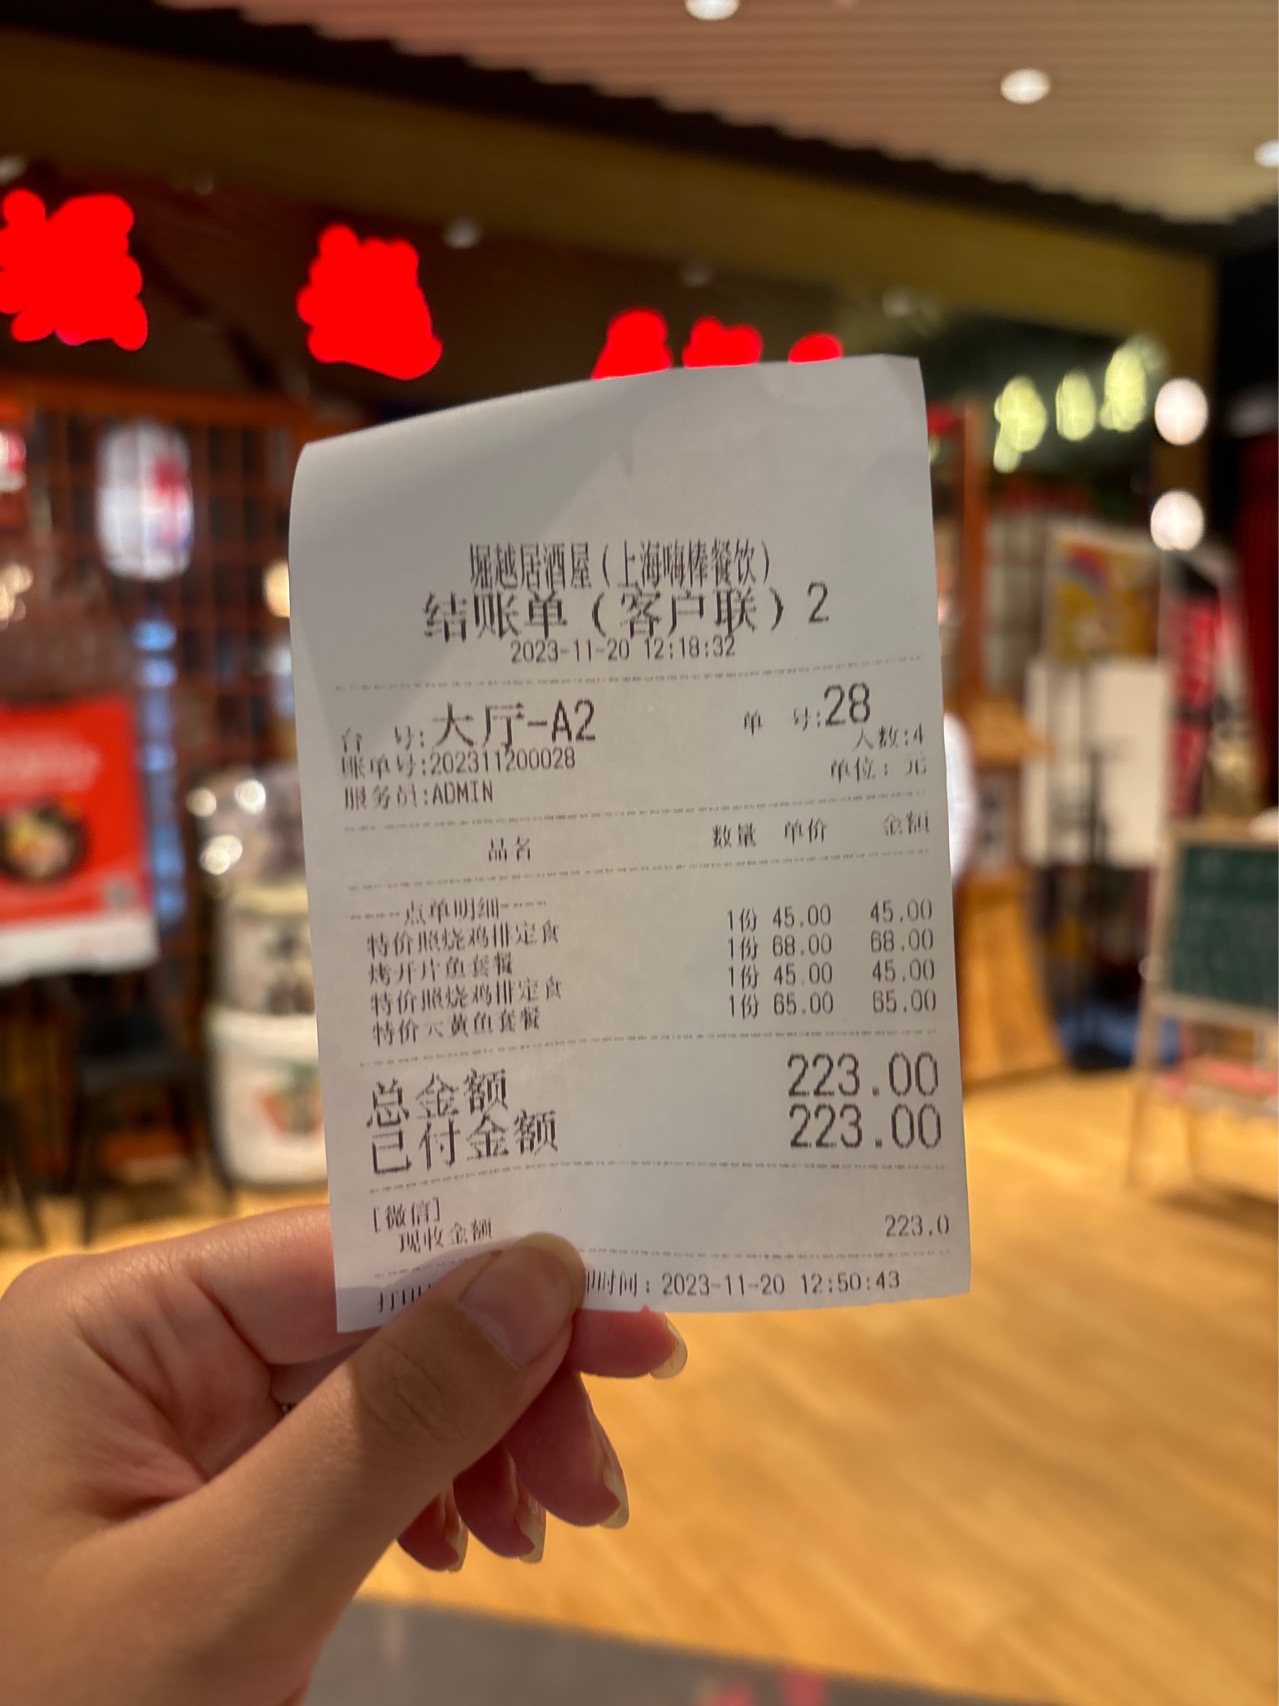 堀越居酒屋（上海嗨棒餐饮）
结账单（客户联）2
2023-11-20 12:18:32
台 号:大厅-A2 单 号:28
人数:4
账单号:202311200028 单位：元
服务员:ADMIN
品名 数量 单价 金额
----点单明细----
特价照烧鸡排定食 1份 45.00 45.00
烤开片鱼套餐 1份 68.00 68.00
特价照烧鸡排定食 1份 45.00 45.00
特价大黄鱼套餐 1份 65.00 65.00
总金额 223.00
已付金额 223.00
[微信]
现收金额 223.0
打印 时间：2023-11-20 12:50:43